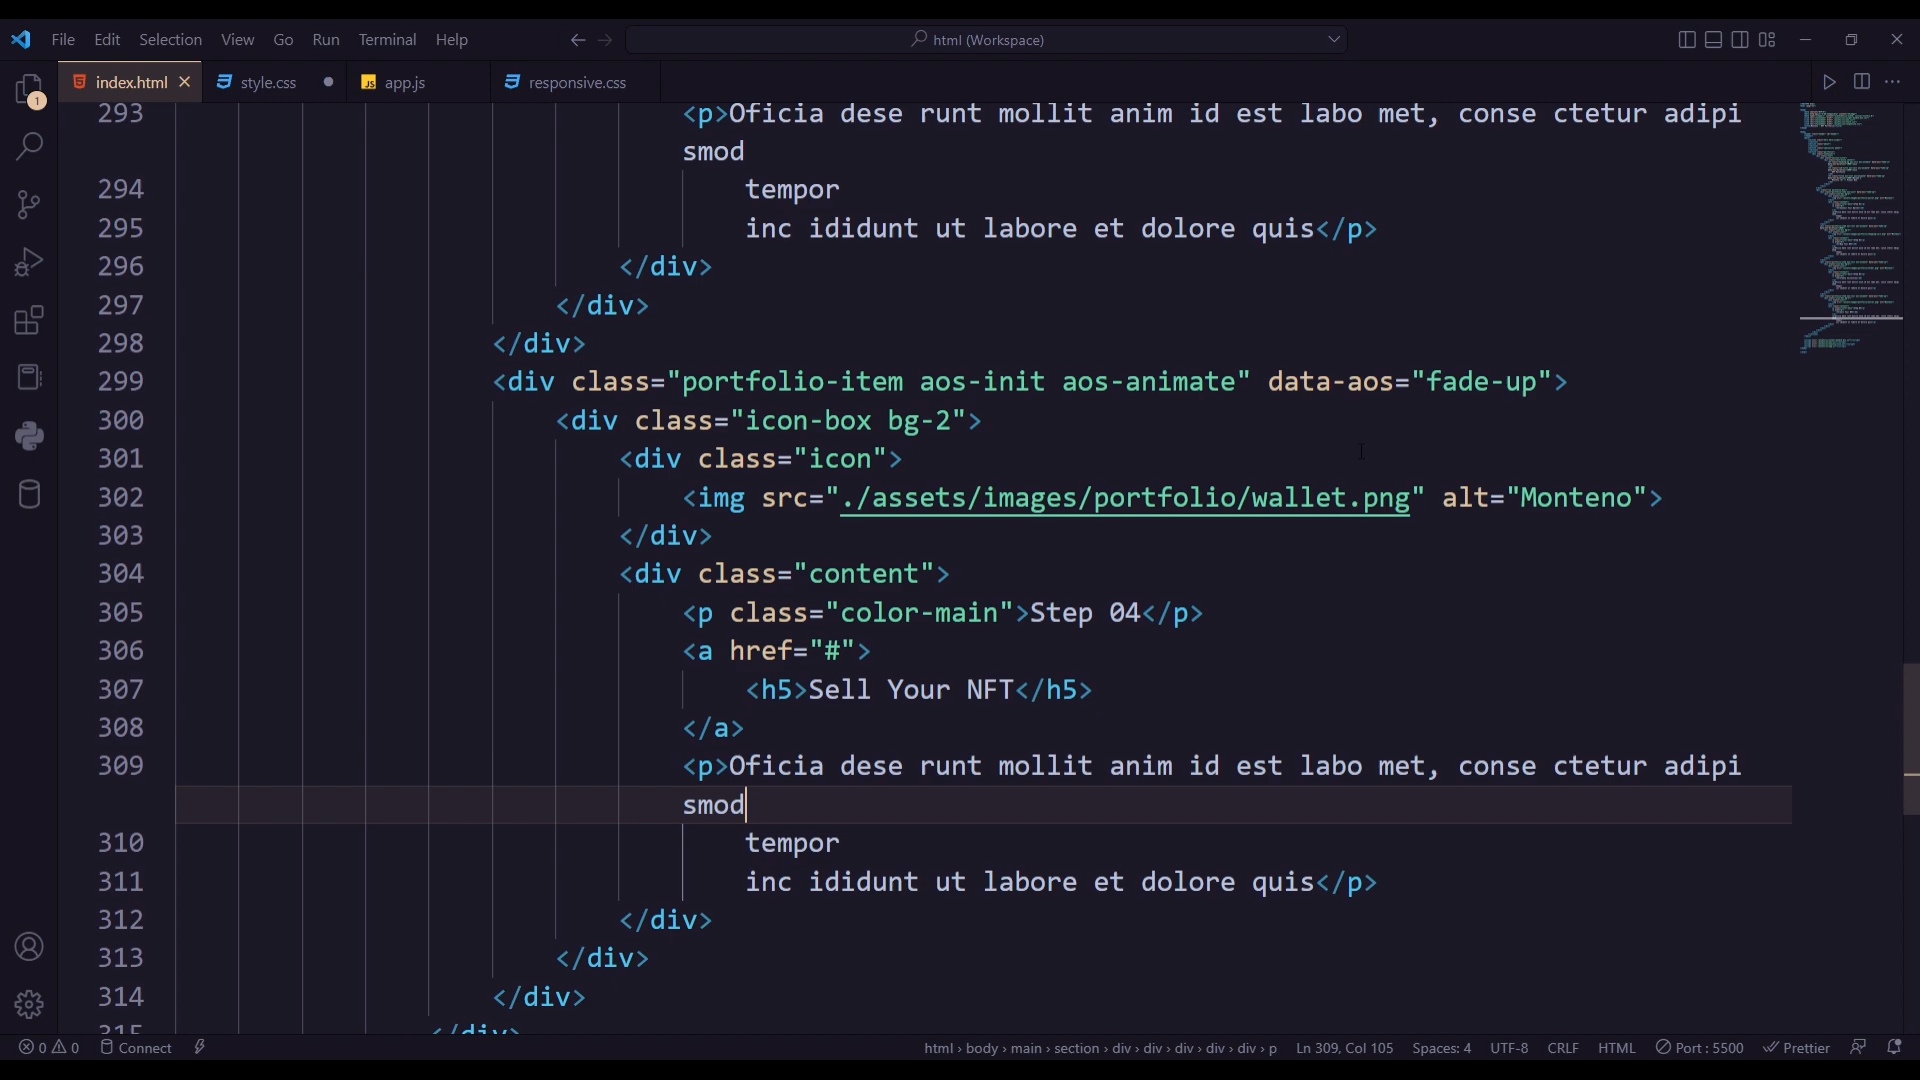 File Edit Selection View Go Run Terminal Help
html (Workspace)
index.html
style.css
JS app.js
responsive.css
1
293 <p>Oficia dese runt mollit anim id est labo met, conse ctetur adipi
smod
294 tempor
295 inc ididunt ut labore et dolore quis</p>
296 </div>
297 </div>
298 </div>
299 <div class="portfolio-item aos-init aos-animate" data-aos="fade-up">
300 <div class="icon-box bg-2">
301 <div class="icon">
302 <img src="./assets/images/portfolio/wallet.png" alt="Monteno">
303 </div>
304 <div class="content">
305 <p class="color-main">Step 04</p>
306 <a href="#">
307 <h5>Sell Your NFT</h5>
308 </a>
309 <p>Oficia dese runt mollit anim id est labo met, conse ctetur adipi
smod
310 tempor
311 inc ididunt ut labore et dolore quis</p>
312 </div>
313 </div>
314 </div>
315 </div>
0 0 Connect html › body › main › section › div › div › div › div › div › p Ln 309, Col 105 Spaces: 4 UTF-8 CRLF HTML Port : 5500 Prettier